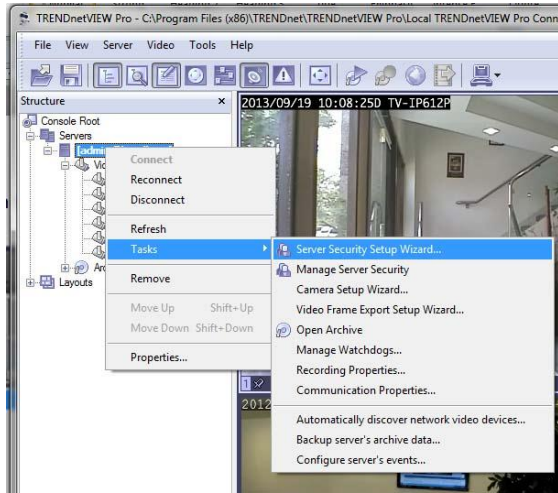 TRENDnetVIEW Pro - C:\Program Files (x86)\TRENDnet\TRENDnetVIEW Pro\Local TRENDnetVIEW Pro Conn
File View Server Video Tools Help
Structure x
2013/09/19 10:08:25D TV-IP612P
Console Root
Servers
[admin
Connect
Reconnect
Disconnect
Refresh
Tasks
Server Security Setup Wizard...
Manage Server Security
Layouts
Remove
Camera Setup Wizard...
Move Up Shift+Up
Video Frame Export Setup Wizard...
Move Down Shift+Down
Open Archive
Manage Watchdogs...
Properties...
Recording Properties...
Communication Properties...
1
2012
Automatically discover network video devices...
Backup server's archive data...
Configure server's events...